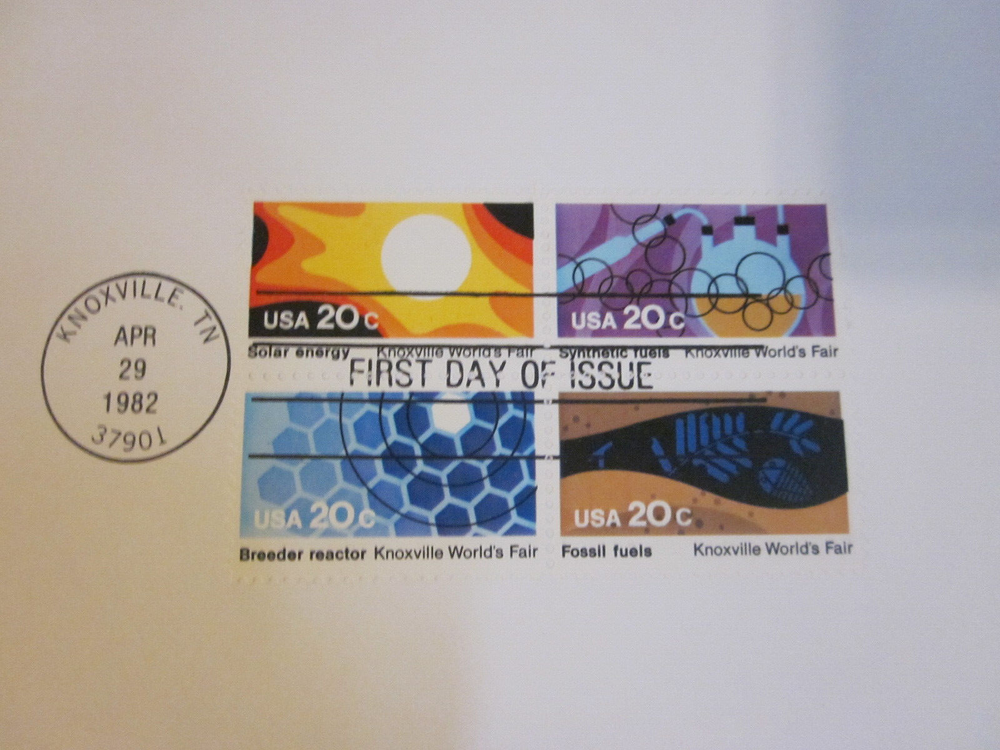 KNOXVILLE, TN
APR
29
1982
37901
USA 20c
Solar energy Knoxville World's Fair
USA 20c
Synthetic fuels Knoxville World's Fair
FIRST DAY OF ISSUE
USA 20c
Breeder reactor Knoxville World's Fair
USA 20c
Fossil fuels Knoxville World's Fair